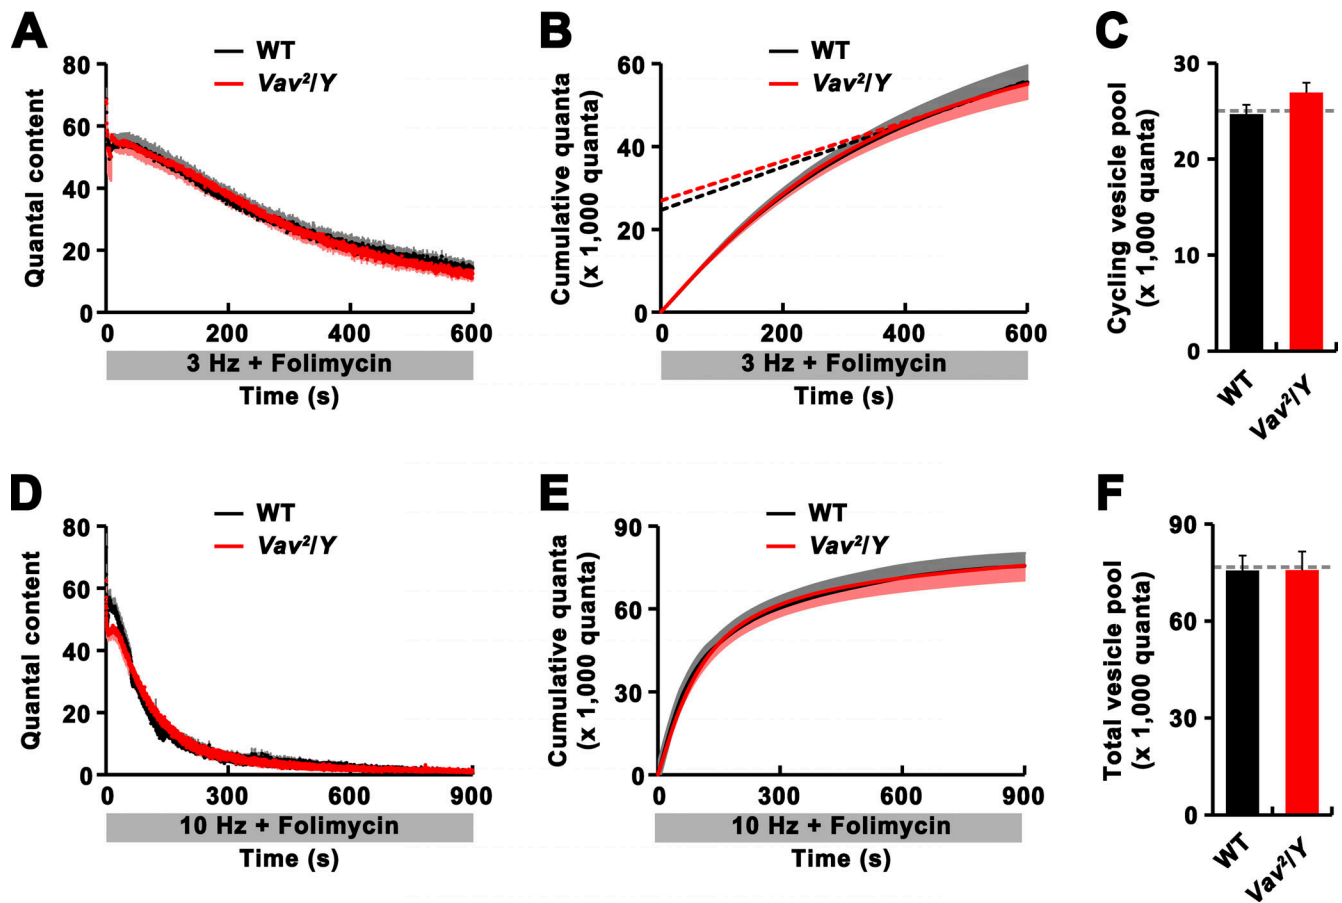 A
WT
Vav²/Y
Quantal content
80
60
40
20
0
0 200 400 600
3 Hz + Folimycin
Time (s)
B
WT
Vav²/Y
Cumulative quanta
(x 1,000 quanta)
60
40
20
0
0 200 400 600
3 Hz + Folimycin
Time (s)
C
Cycling vesicle pool
(x 1,000 quanta)
30
20
10
0
WT
Vav²/Y
D
WT
Vav²/Y
Quantal content
80
60
40
20
0
0 300 600 900
10 Hz + Folimycin
Time (s)
E
WT
Vav²/Y
Cumulative quanta
(x 1,000 quanta)
90
60
30
0
0 300 600 900
10 Hz + Folimycin
Time (s)
F
Total vesicle pool
(x 1,000 quanta)
90
60
30
0
WT
Vav²/Y